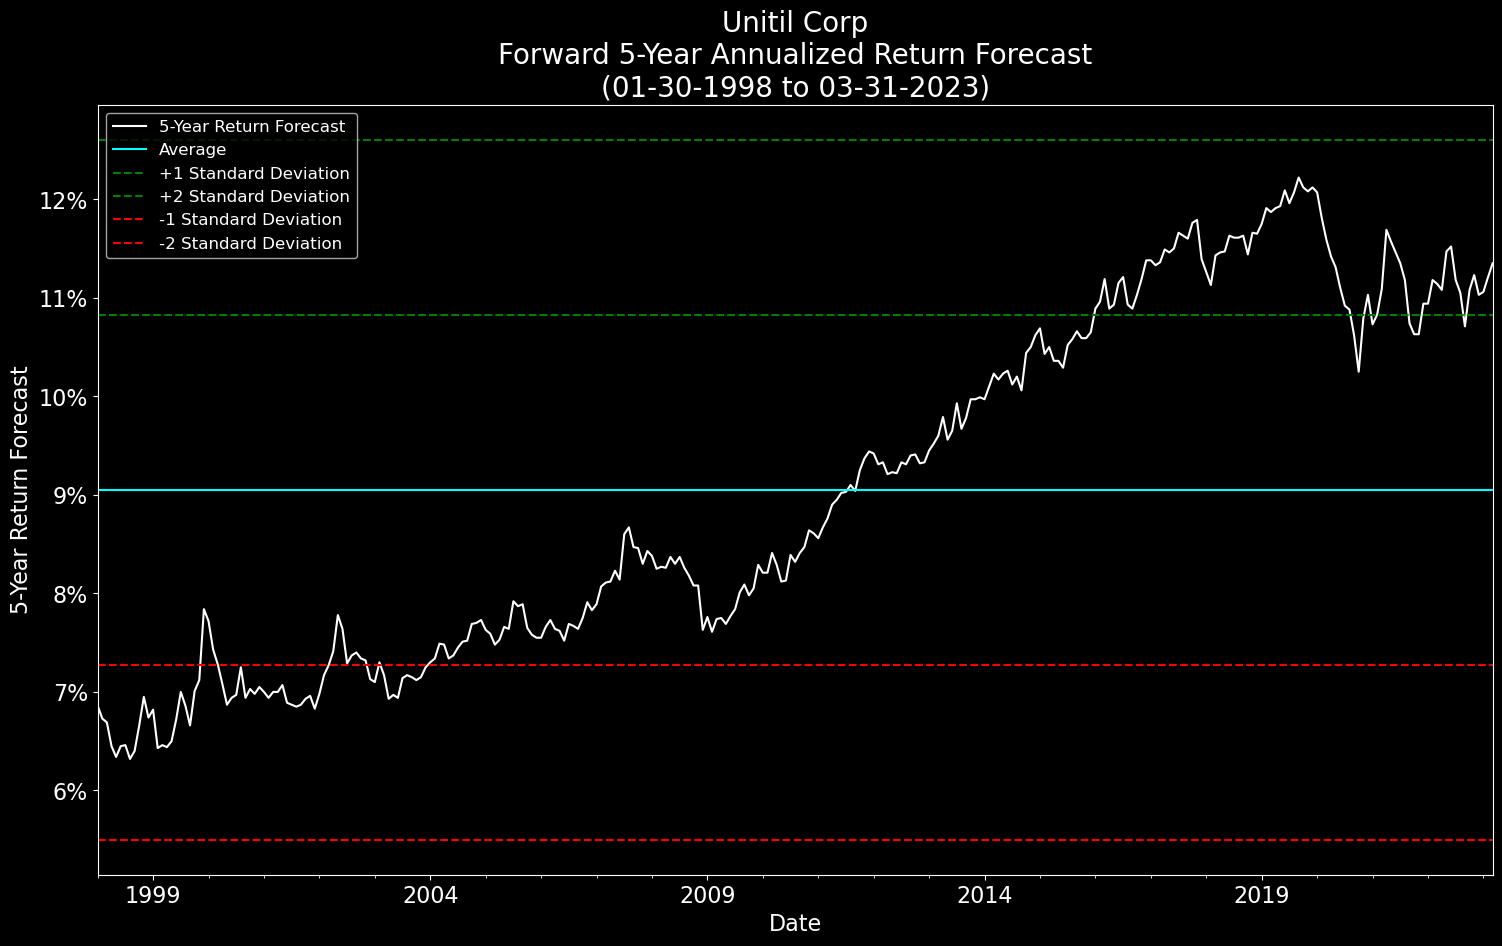 Unitil Corp
Forward 5-Year Annualized Return Forecast
(01-30-1998 to 03-31-2023)
5-Year Return Forecast
Average
+1 Standard Deviation
+2 Standard Deviation
-1 Standard Deviation
-2 Standard Deviation
5-Year Return Forecast
12%
11%
10%
9%
8%
7%
6%
1999
2004
2009
2014
2019
Date